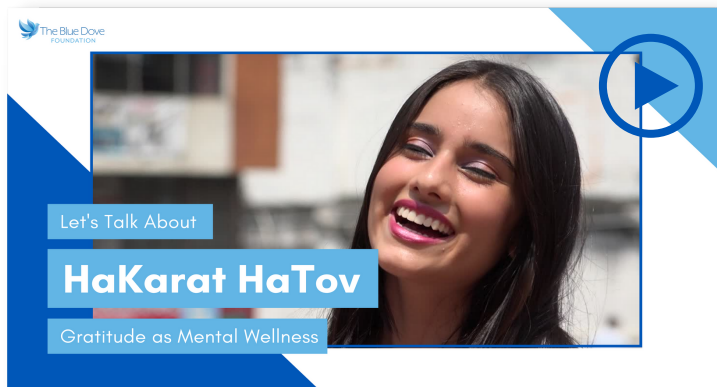 The Blue Dove
FOUNDATION
Let's Talk About
HaKarat HaTov
Gratitude as Mental Wellness